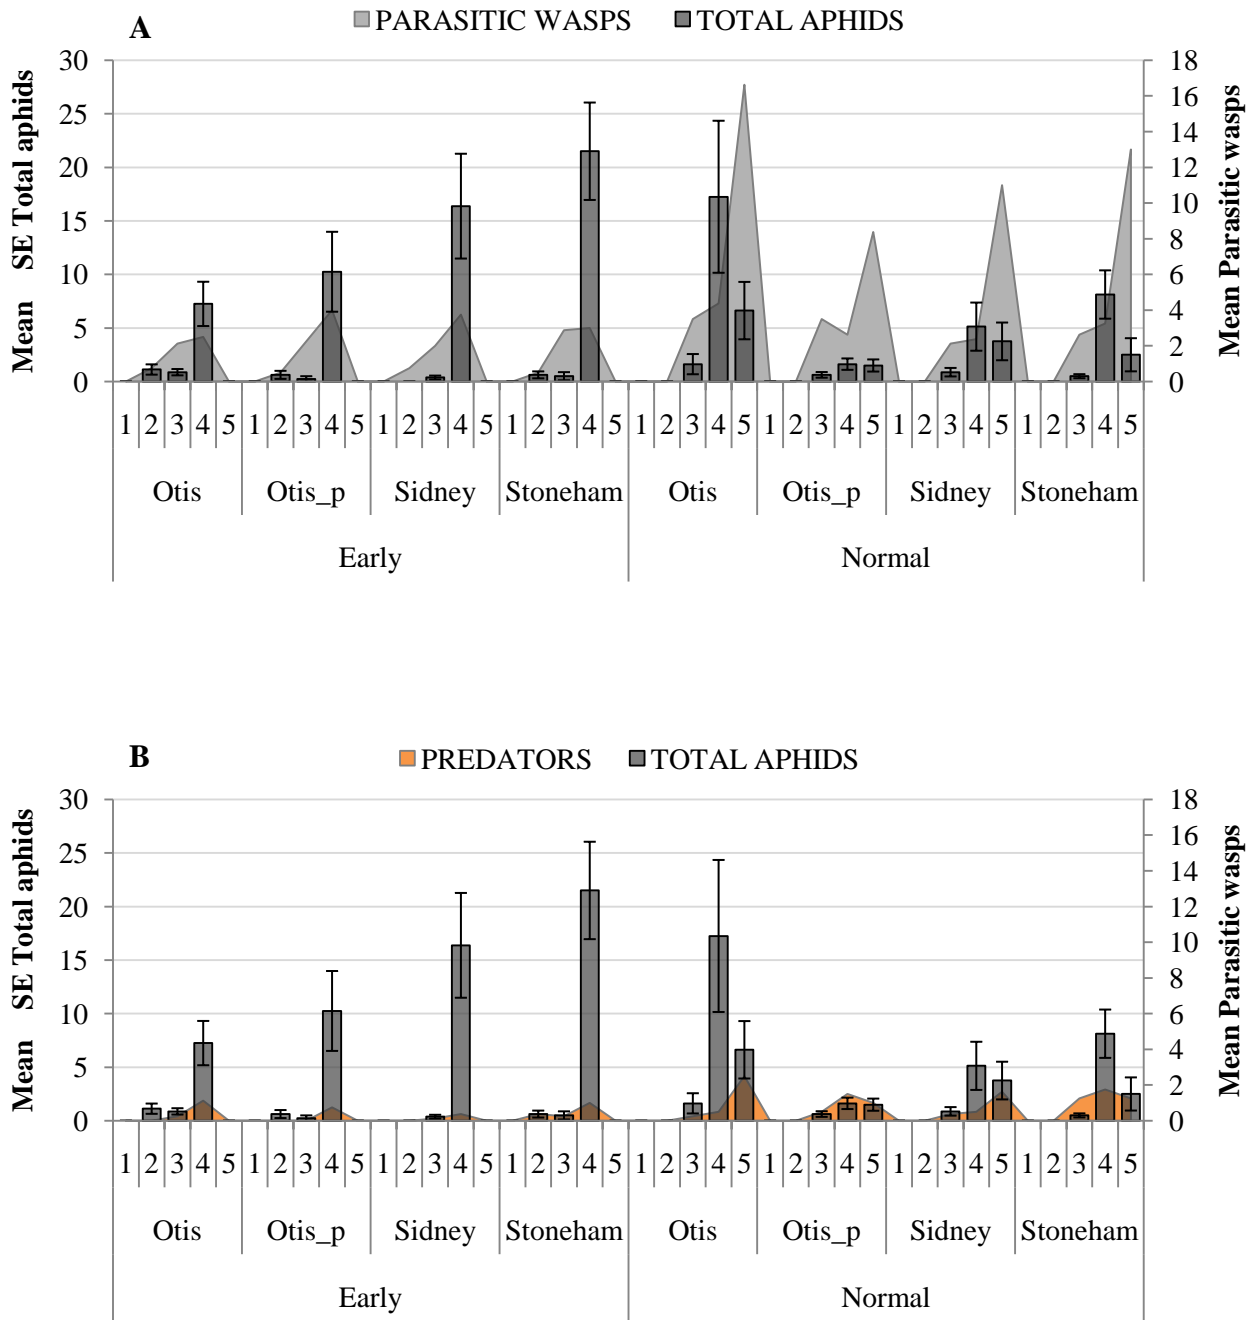 A
PARASITIC WASPS TOTAL APHIDS
30 25 20 15 10 5 0
Mean SE Total aphids
18 16 14 12 10 8 6 4 2 0
Mean Parasitic wasps
1 2 3 4 5 1 2 3 4 5 1 2 3 4 5 1 2 3 4 5 1 2 3 4 5 1 2 3 4 5 1 2 3 4 5 1 2 3 4 5
Otis Otis_p Sidney Stoneham Otis Otis_p Sidney Stoneham
Early Normal
B
PREDATORS TOTAL APHIDS
30 25 20 15 10 5 0
Mean SE Total aphids
18 16 14 12 10 8 6 4 2 0
Mean Parasitic wasps
1 2 3 4 5 1 2 3 4 5 1 2 3 4 5 1 2 3 4 5 1 2 3 4 5 1 2 3 4 5 1 2 3 4 5 1 2 3 4 5
Otis Otis_p Sidney Stoneham Otis Otis_p Sidney Stoneham
Early Normal